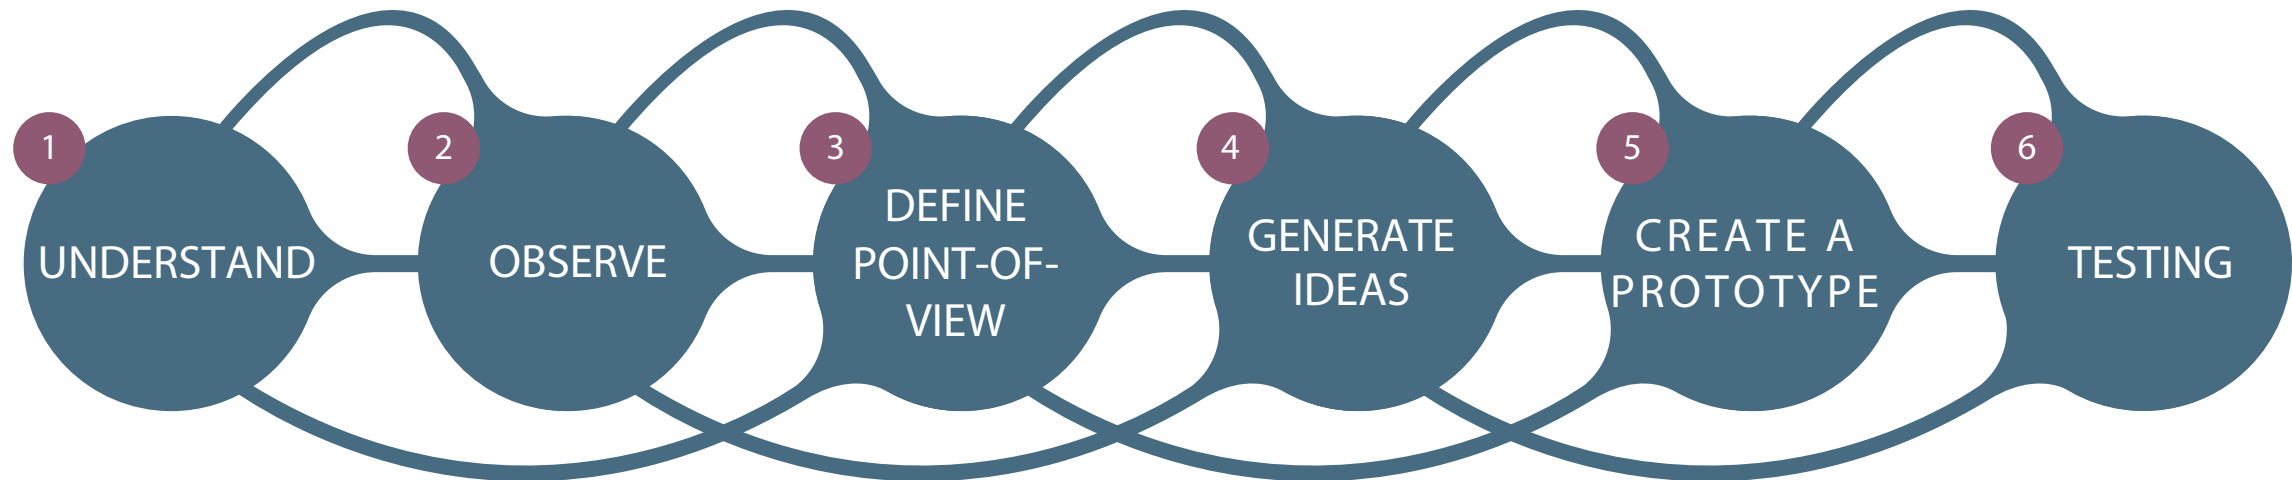 1
UNDERSTAND
2
OBSERVE
3
DEFINE
POINT-OF-
VIEW
4
GENERATE
IDEAS
5
CREATE A
PROTOTYPE
6
TESTING